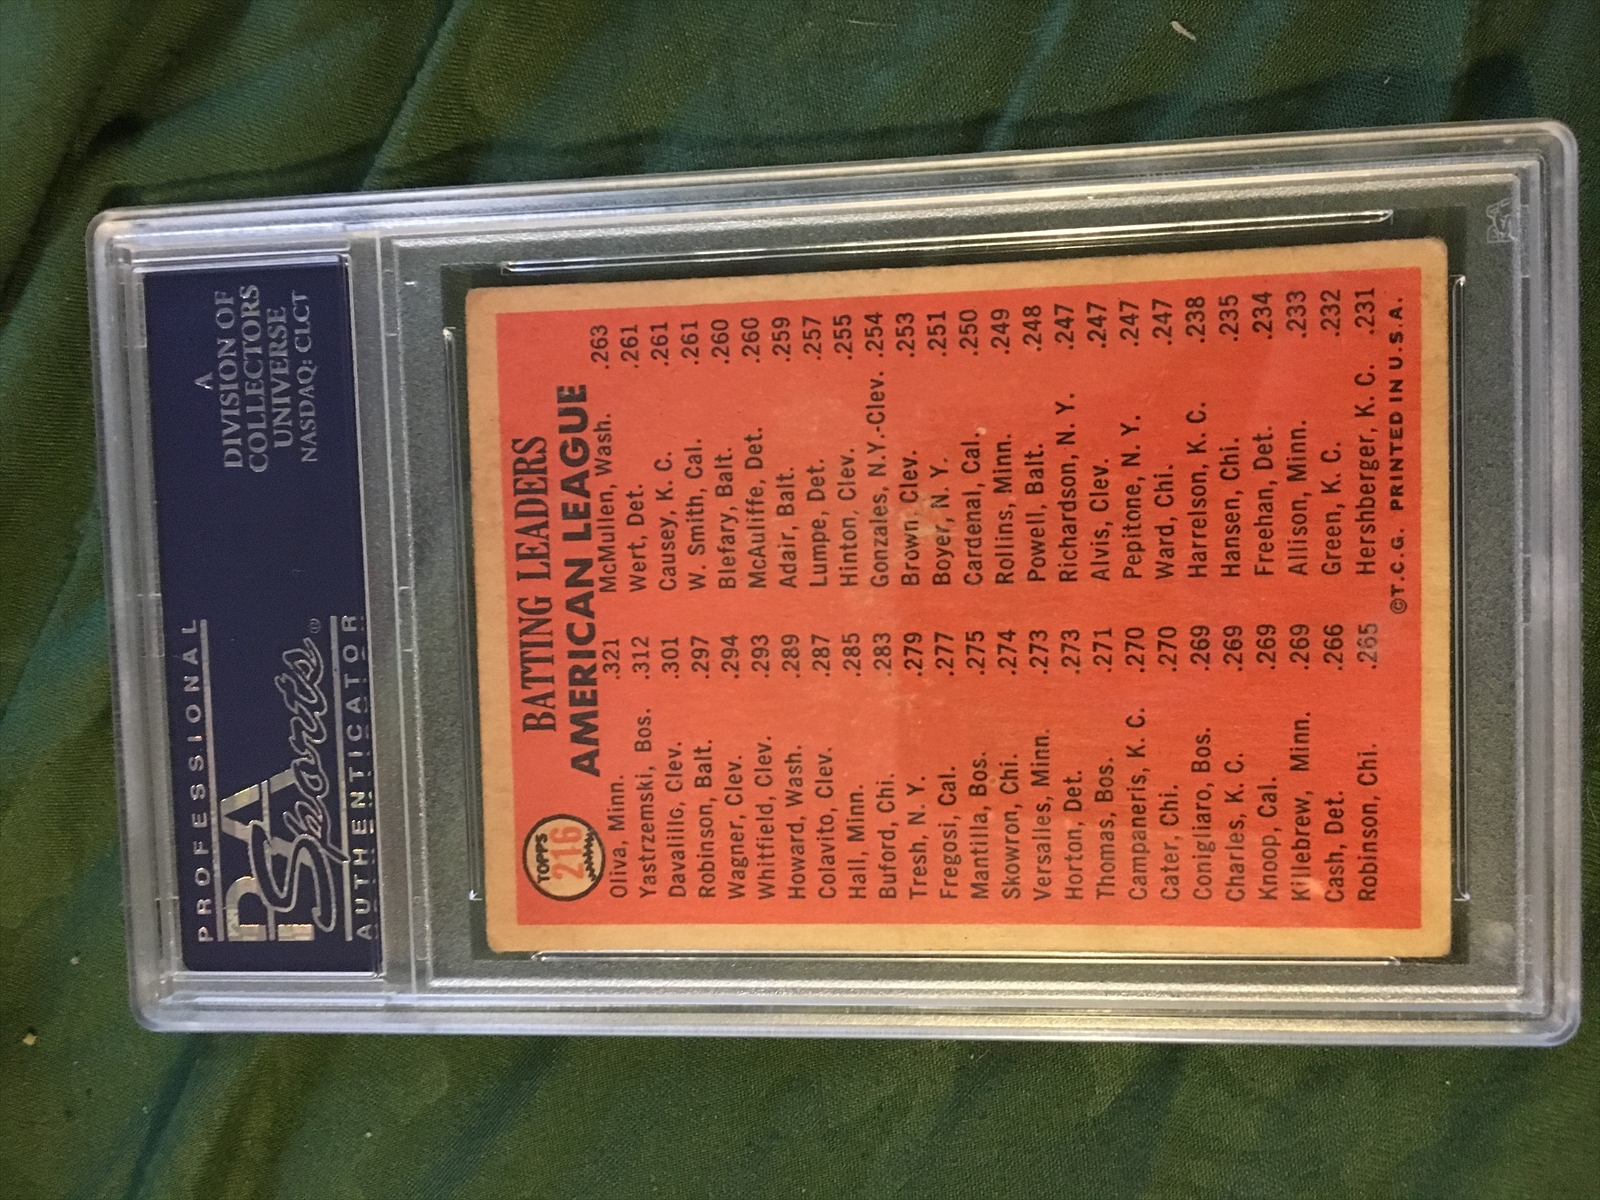 PROFESSIONAL
PSA
Sports
AUTHENTICATOR
A
DIVISION OF
COLLECTORS
UNIVERSE
NASDAQ: CLCT
TOPPS
216
BATTING LEADERS
AMERICAN LEAGUE
Oliva, Minn. .321
Yastrzemski, Bos. .312
Davalillo, Clev. .301
Robinson, Balt. .297
Wagner, Clev. .294
Whitfield, Clev. .293
Howard, Wash. .289
Colavito, Clev. .287
Hall, Minn. .285
Buford, Chi. .283
Tresh, N. Y. .279
Fregosi, Cal. .277
Mantilla, Bos. .275
Skowron, Chi. .274
Versalles, Minn. .273
Horton, Det. .273
Thomas, Bos. .271
Campaneris, K. C. .270
Cater, Chi. .270
Conigliaro, Bos. .269
Charles, K. C. .269
Knoop, Cal. .269
Killebrew, Minn. .269
Cash, Det. .266
Robinson, Chi. .265
McMullen, Wash. .263
Wert, Det. .261
Causey, K. C. .261
W. Smith, Cal. .261
Blefary, Balt. .260
McAuliffe, Det. .260
Adair, Balt. .259
Lumpe, Det. .257
Hinton, Clev. .255
Gonzales, N.Y.-Clev. .254
Brown, Clev. .253
Boyer, N. Y. .251
Cardenal, Cal. .250
Rollins, Minn. .249
Powell, Balt. .248
Richardson, N. Y. .247
Alvis, Clev. .247
Pepitone, N. Y. .247
Ward, Chi. .247
Harrelson, K. C. .238
Hansen, Chi. .235
Freehan, Det. .234
Allison, Minn. .233
Green, K. C. .232
Hershberger, K. C. .231
©T.C.G. PRINTED IN U.S.A.
PSA